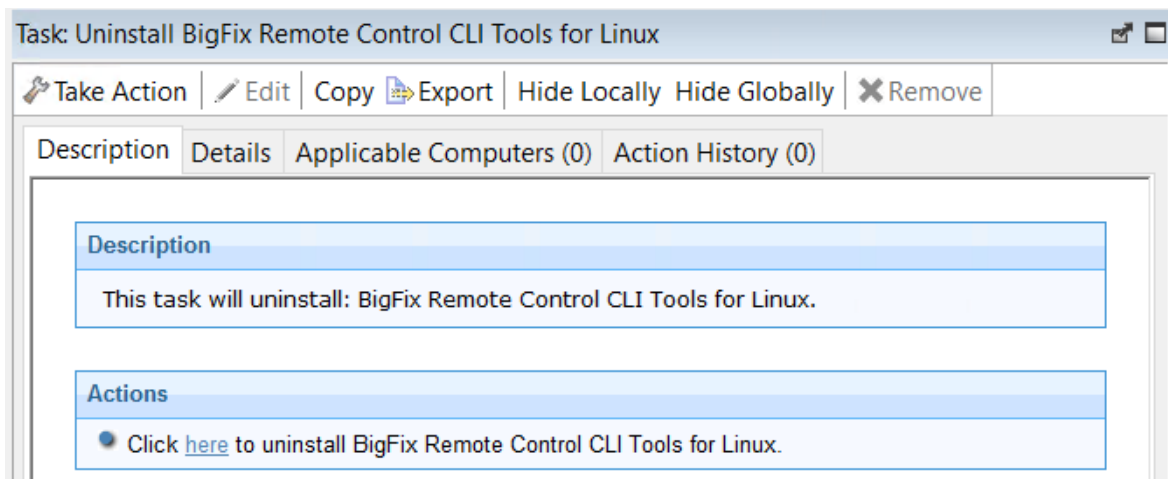 Task: Uninstall BigFix Remote Control CLI Tools for Linux
Take Action Edit Copy Export Hide Locally Hide Globally Remove
Description Details Applicable Computers (0) Action History (0)
Description
This task will uninstall: BigFix Remote Control CLI Tools for Linux.
Actions
Click here to uninstall BigFix Remote Control CLI Tools for Linux.